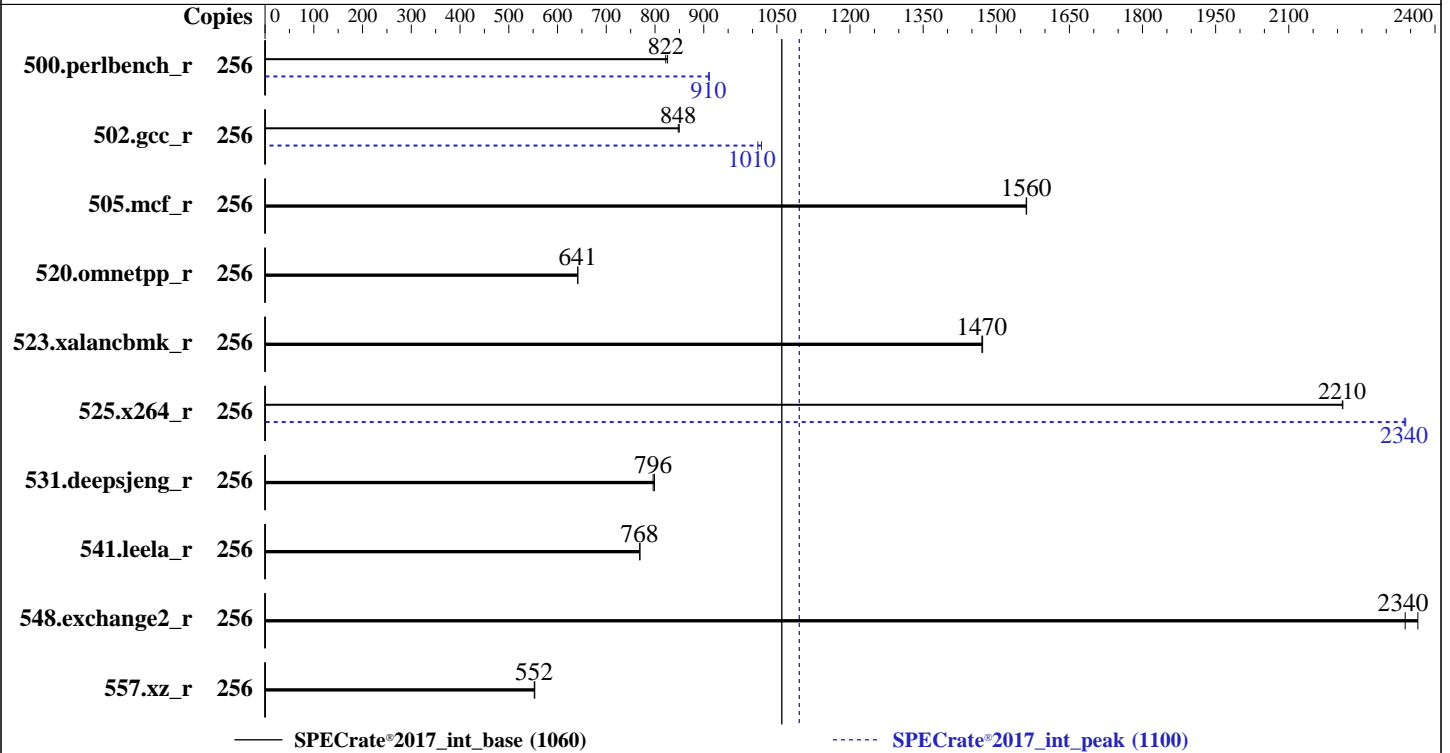 Copies 0 100 200 300 400 500 600 700 800 900 1050 1200 1350 1500 1650 1800 1950 2100 2400
500.perlbench_r 256 822
910
502.gcc_r 256 848
1010
505.mcf_r 256 1560
520.omnetpp_r 256 641
523.xalancbmk_r 256 1470
525.x264_r 256 2210
2340
531.deepsjeng_r 256 796
541.leela_r 256 768
548.exchange2_r 256 2340
557.xz_r 256 552
SPECrate®2017_int_base (1060) SPECrate®2017_int_peak (1100)